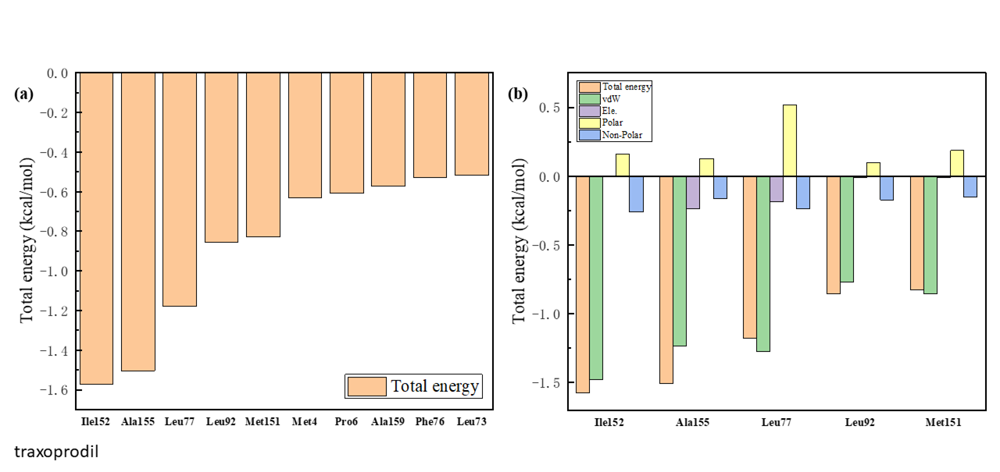 (a)
Total energy (kcal/mol)
0.0
−0.2
−0.4
−0.6
−0.8
−1.0
−1.2
−1.4
−1.6
Total energy
Ile152 Ala155 Leu77 Leu92 Met151 Met4 Pro6 Ala159 Phe76 Leu73
(b)
Total energy (kcal/mol)
0.5
0.0
−0.5
−1.0
−1.5
Total energy
vdW
Ele.
Polar
Non-Polar
Ile152 Ala155 Leu77 Leu92 Met151
traxoprodil